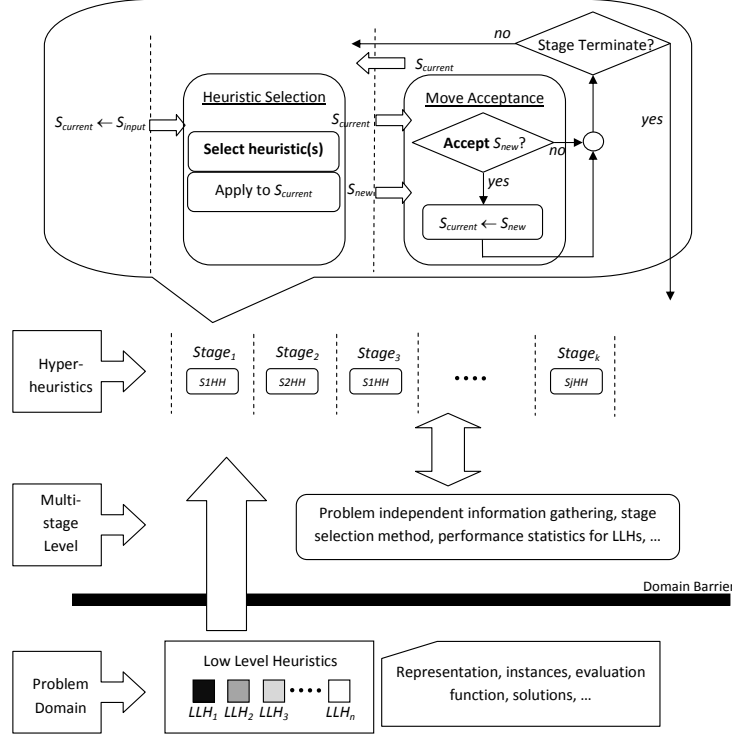 no
Stage Terminate?
S_current
Heuristic Selection
Move Acceptance
S_current ← S_input
S_current
yes
Select heuristic(s)
Accept S_new?
no
Apply to S_current
S_new
yes
S_current ← S_new
Hyper-
heuristics
Stage_1
Stage_2
Stage_3
....
Stage_k
S1HH
S2HH
S1HH
SjHH
Multi-
stage
Level
Problem independent information gathering, stage
selection method, performance statistics for LLHs, ...
Domain Barrier
Problem
Domain
Low Level Heuristics
....
LLH_1 LLH_2 LLH_3 LLH_n
Representation, instances, evaluation
function, solutions, ...